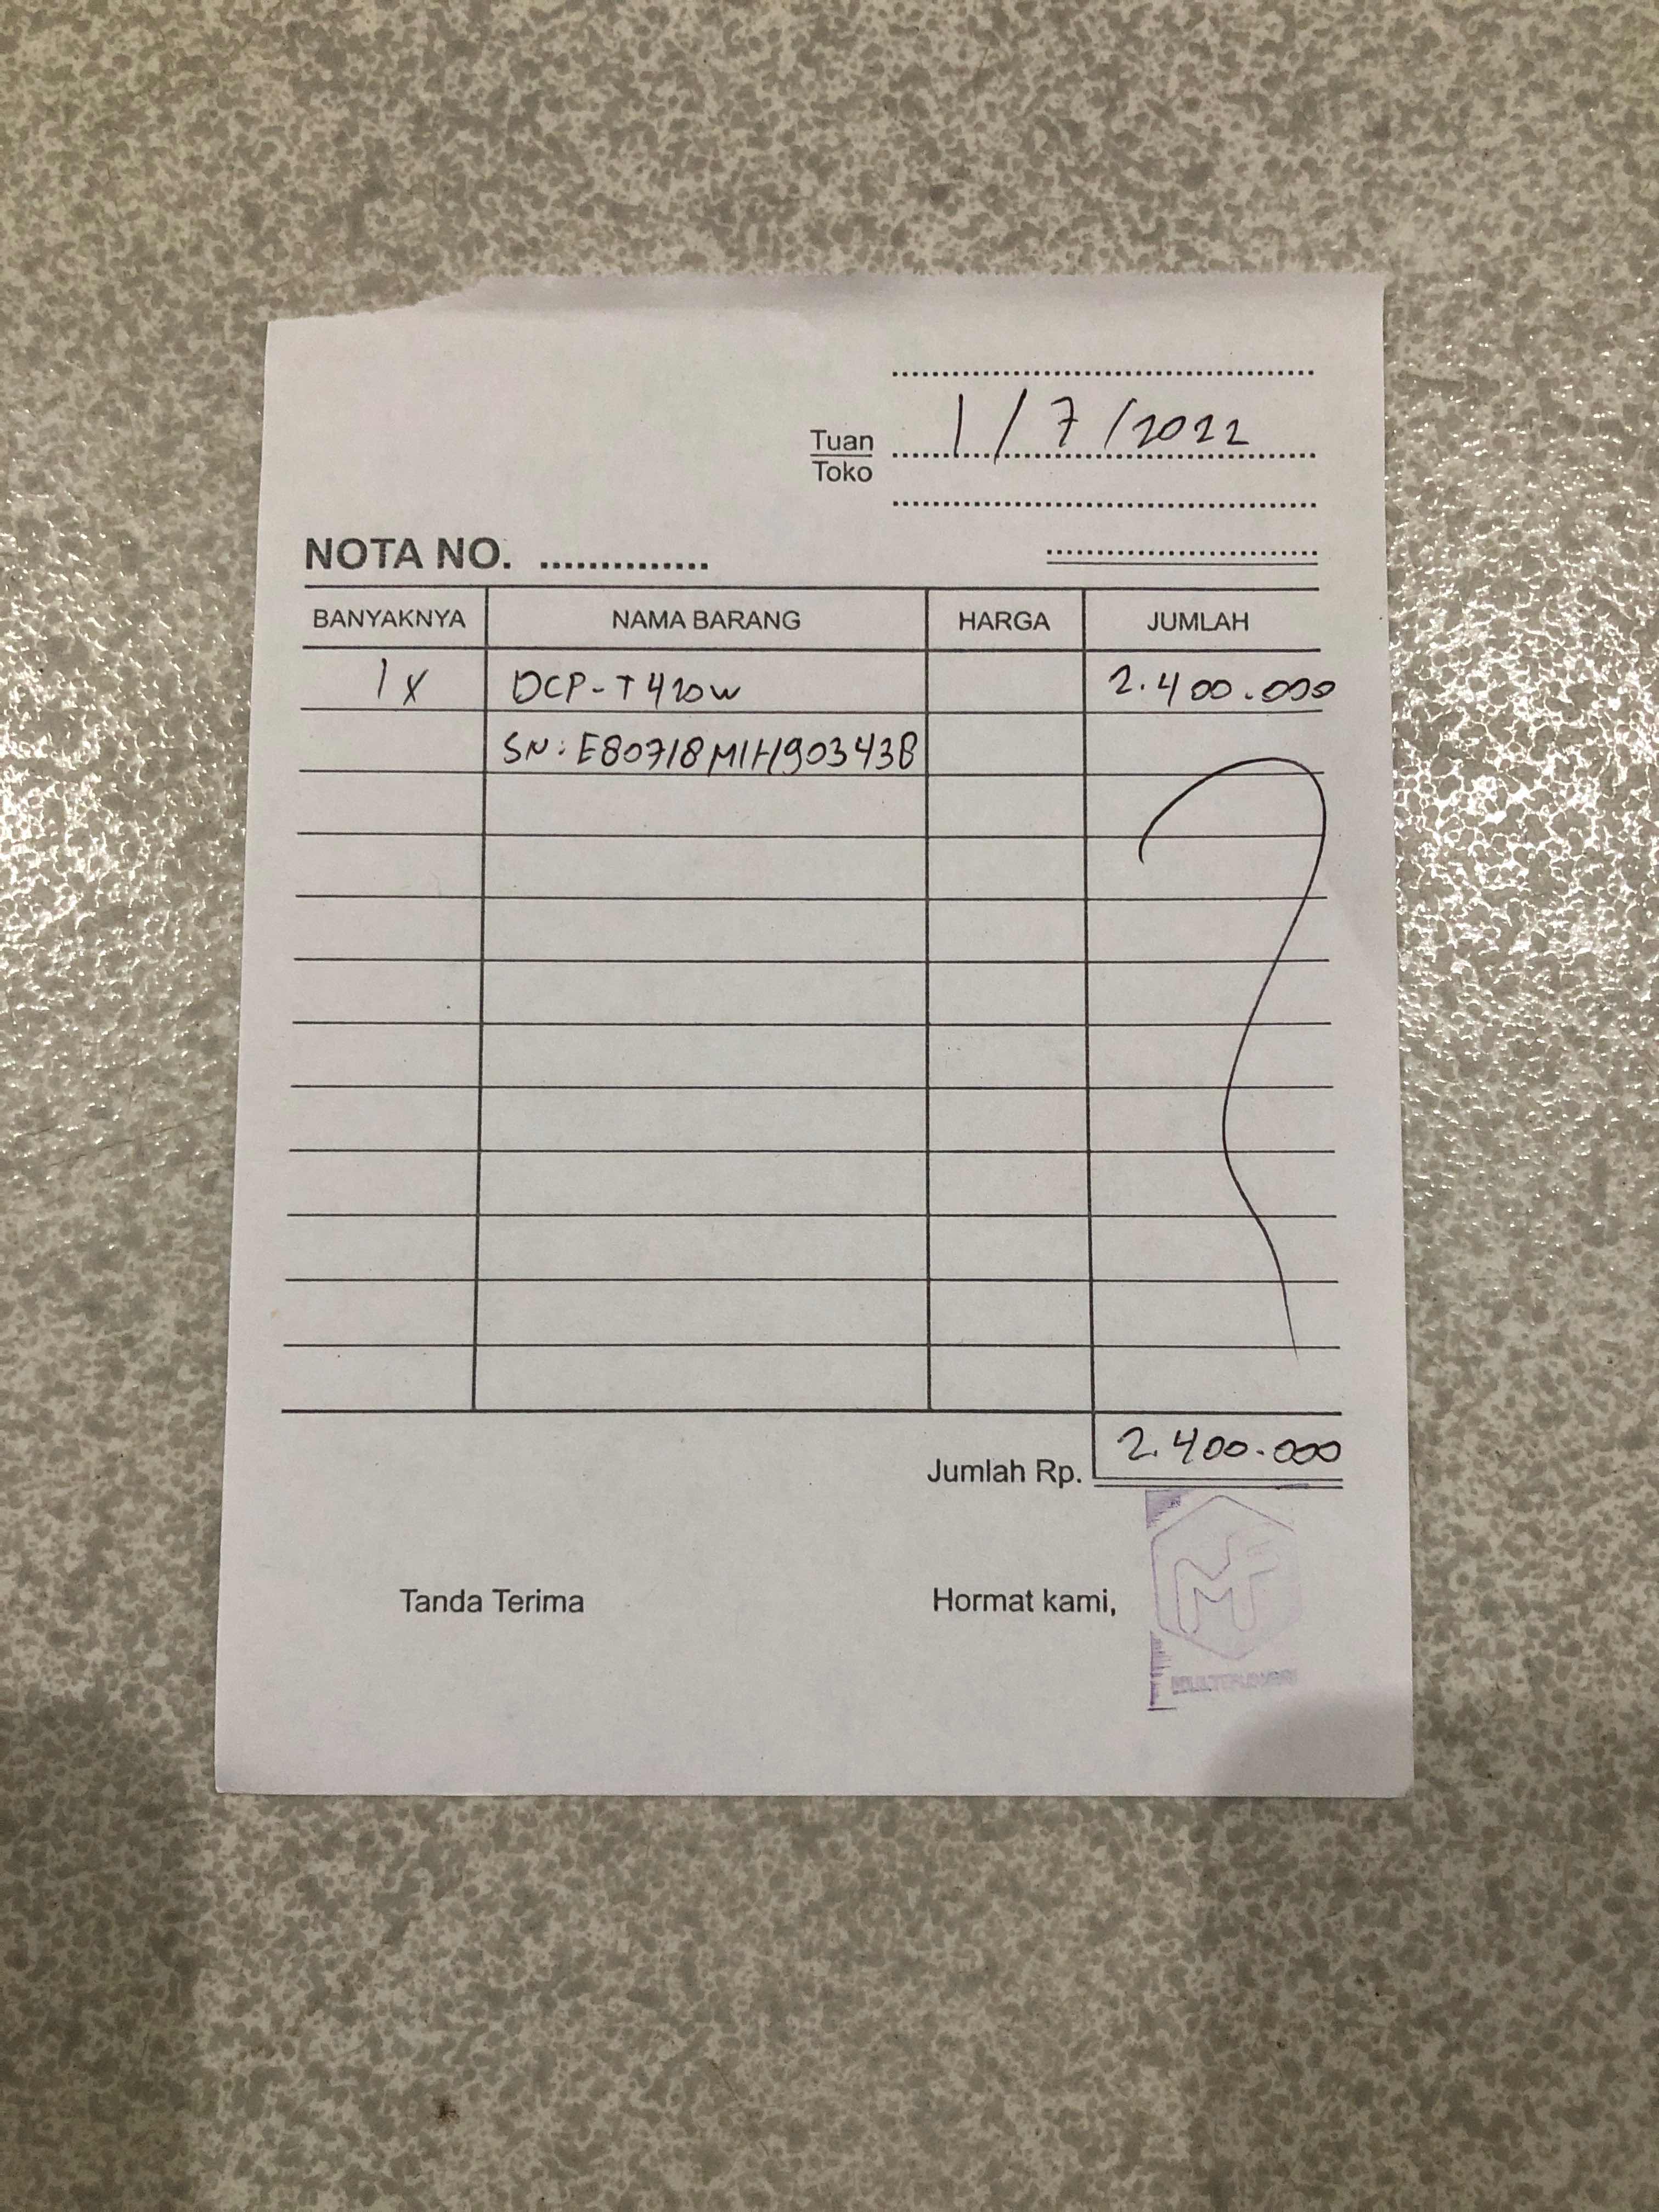 1/7/2022
Tuan
Toko
NOTA NO. ..............
BANYAKNYA NAMA BARANG HARGA JUMLAH
1x DCP-T420W 2.400.000
SN: E80718M1H903438
Jumlah Rp. 2.400.000
Tanda Terima Hormat kami,
MP